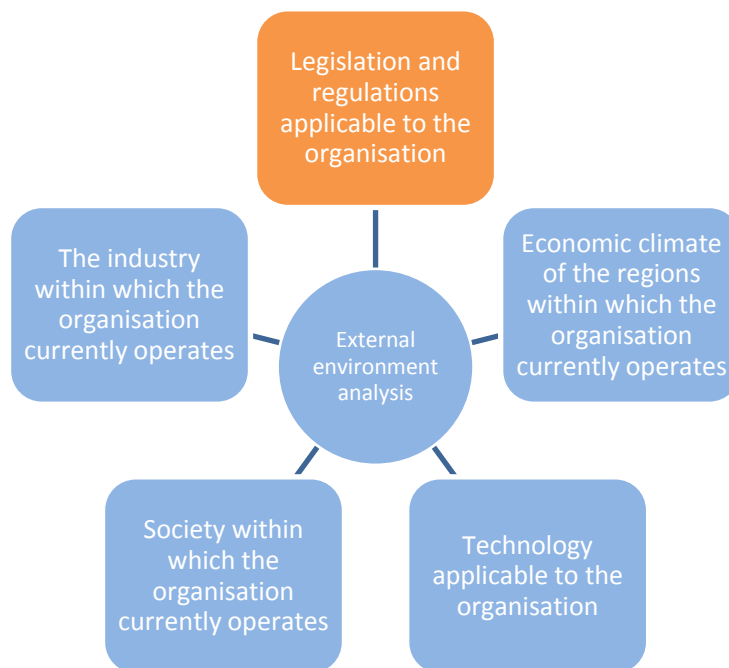 Legislation and
regulations
applicable to the
organisation
The industry
within which the
organisation
currently operates
Economic climate
of the regions
within which the
organisation
currently operates
External
environment
analysis
Society within
which the
organisation
currently operates
Technology
applicable to the
organisation